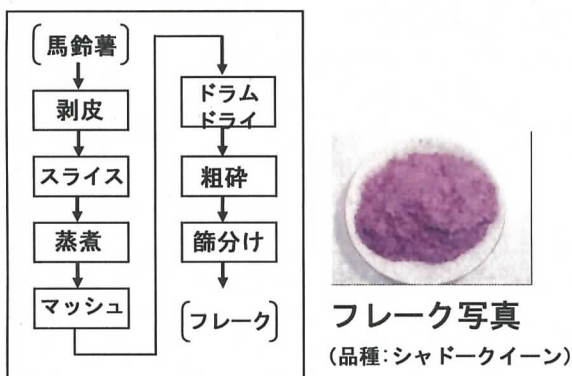 〔馬鈴薯〕
剥皮
スライス
蒸煮
マッシュ
ドラム
ドライ
粗砕
篩分け
〔フレーク〕
フレーク写真
(品種:シャドークイーン)